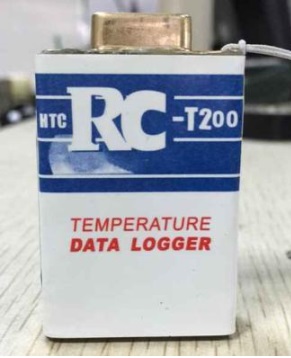 HTC RC -T200
TEMPERATURE
DATA LOGGER